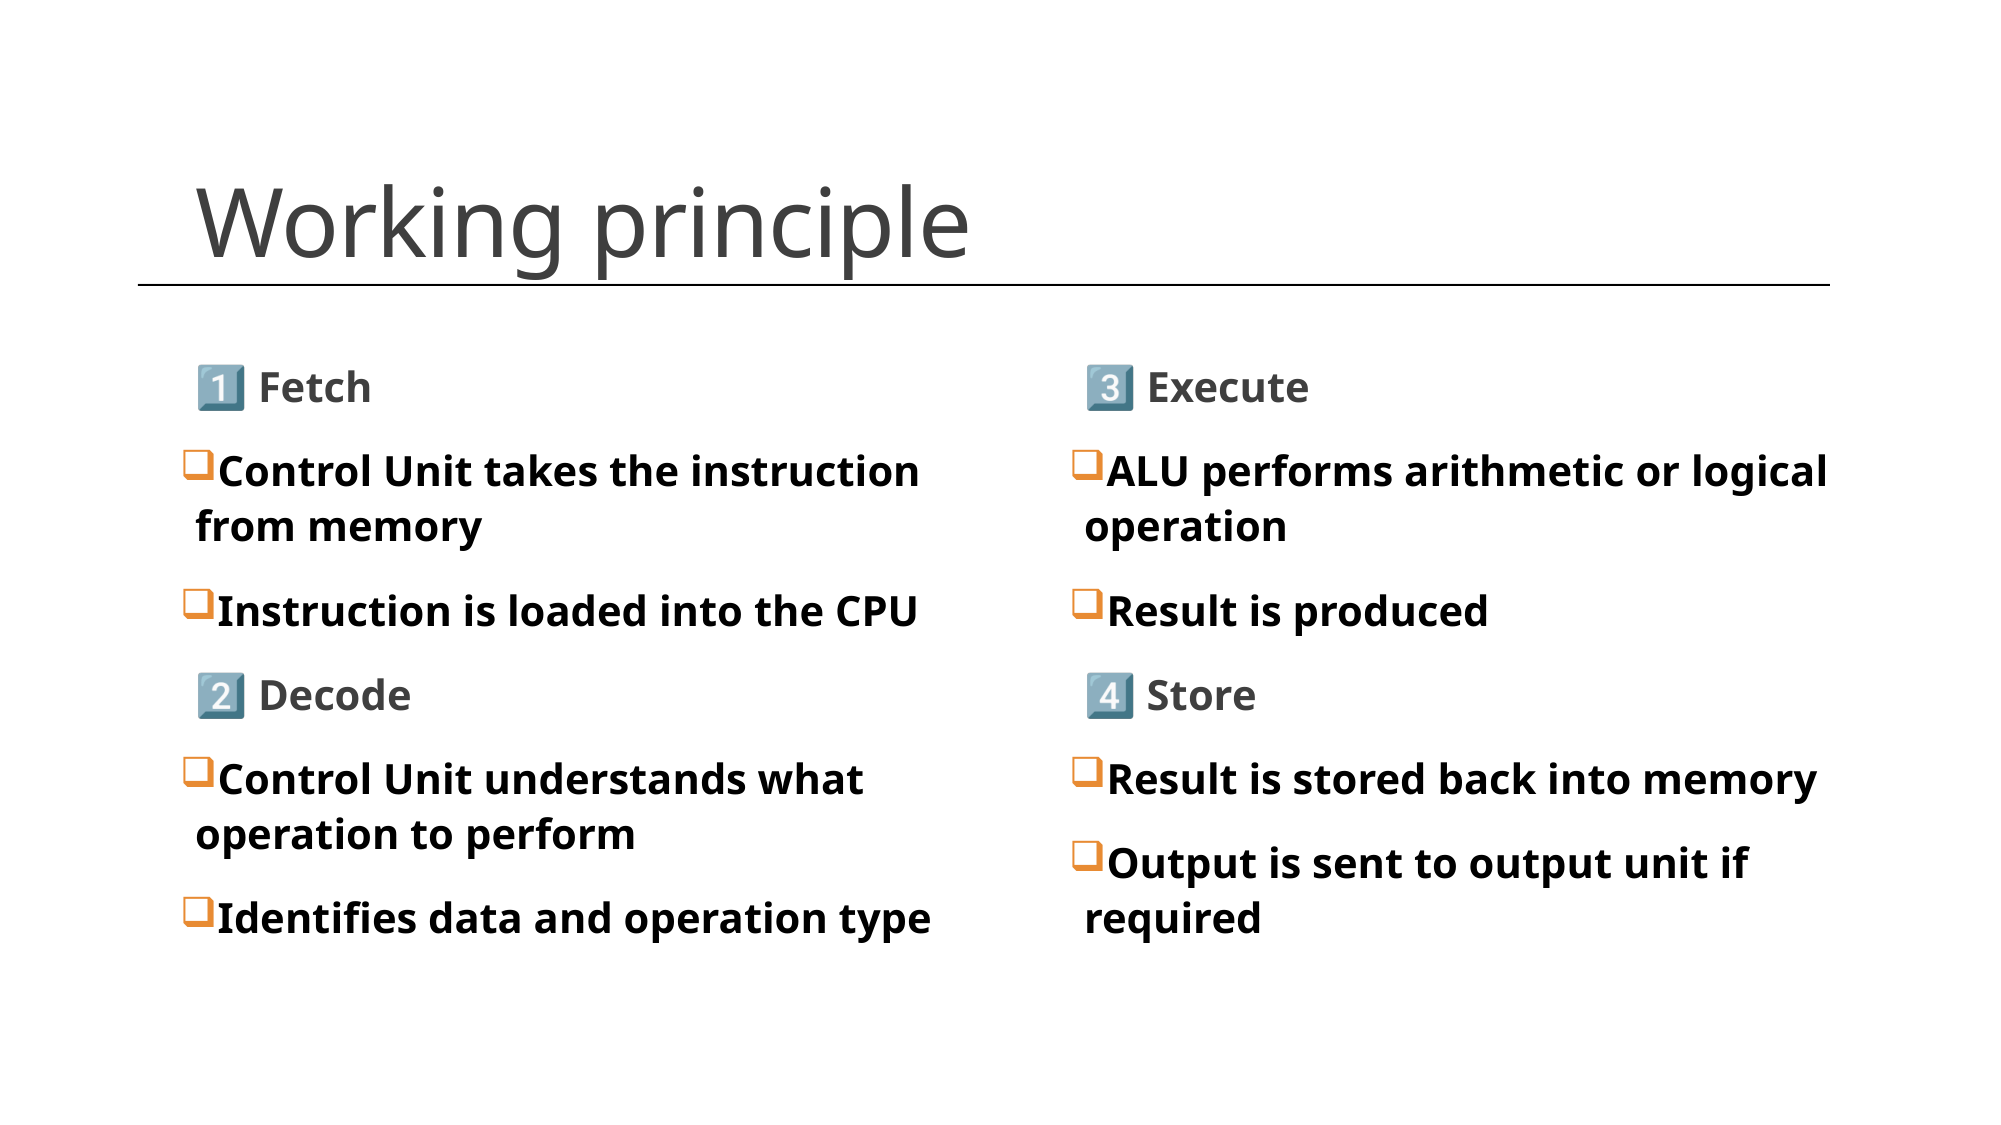 Working principle
1️⃣ Fetch
❑Control Unit takes the instruction
from memory
❑Instruction is loaded into the CPU
2️⃣ Decode
❑Control Unit understands what
operation to perform
❑Identifies data and operation type
3️⃣ Execute
❑ALU performs arithmetic or logical
operation
❑Result is produced
4️⃣ Store
❑Result is stored back into memory
❑Output is sent to output unit if
required